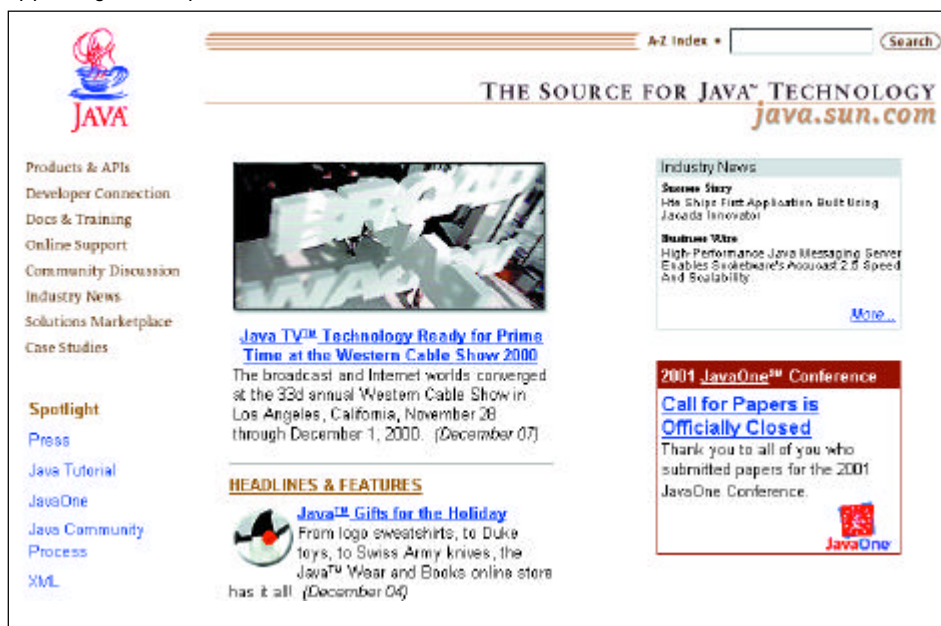 A-Z Index
Search
JAVA
THE SOURCE FOR JAVA™ TECHNOLOGY
java.sun.com
Products & APIs
Developer Connection
Docs & Training
Online Support
Community Discussion
Industry News
Solutions Marketplace
Case Studies
Spotlight
Press
Java Tutorial
JavaOne
Java Community
Process
XML
Java TV™ Technology Ready for Prime
Time at the Western Cable Show 2000
The broadcast and Internet worlds converged
at the 33d annual Western Cable Show in
Los Angeles, California, November 28
through December 1, 2000. (December 07)
HEADLINES & FEATURES
Java™ Gifts for the Holiday
From logo sweatshirts, to Duke
toys, to Swiss Army knives, the
Java™ Wear and Books online store
has it all (December 04)
Industry News
Success Story
Ships First Application Built Using
Jacada Innovator
Business Wire
High-Performance Java Messaging Server
Enables 2.5 Speed
And Scalability
More...
2001 JavaOne℠ Conference
Call for Papers is
Officially Closed
Thank you to all of you who
submitted papers for the 2001
JavaOne Conference.
JavaOne